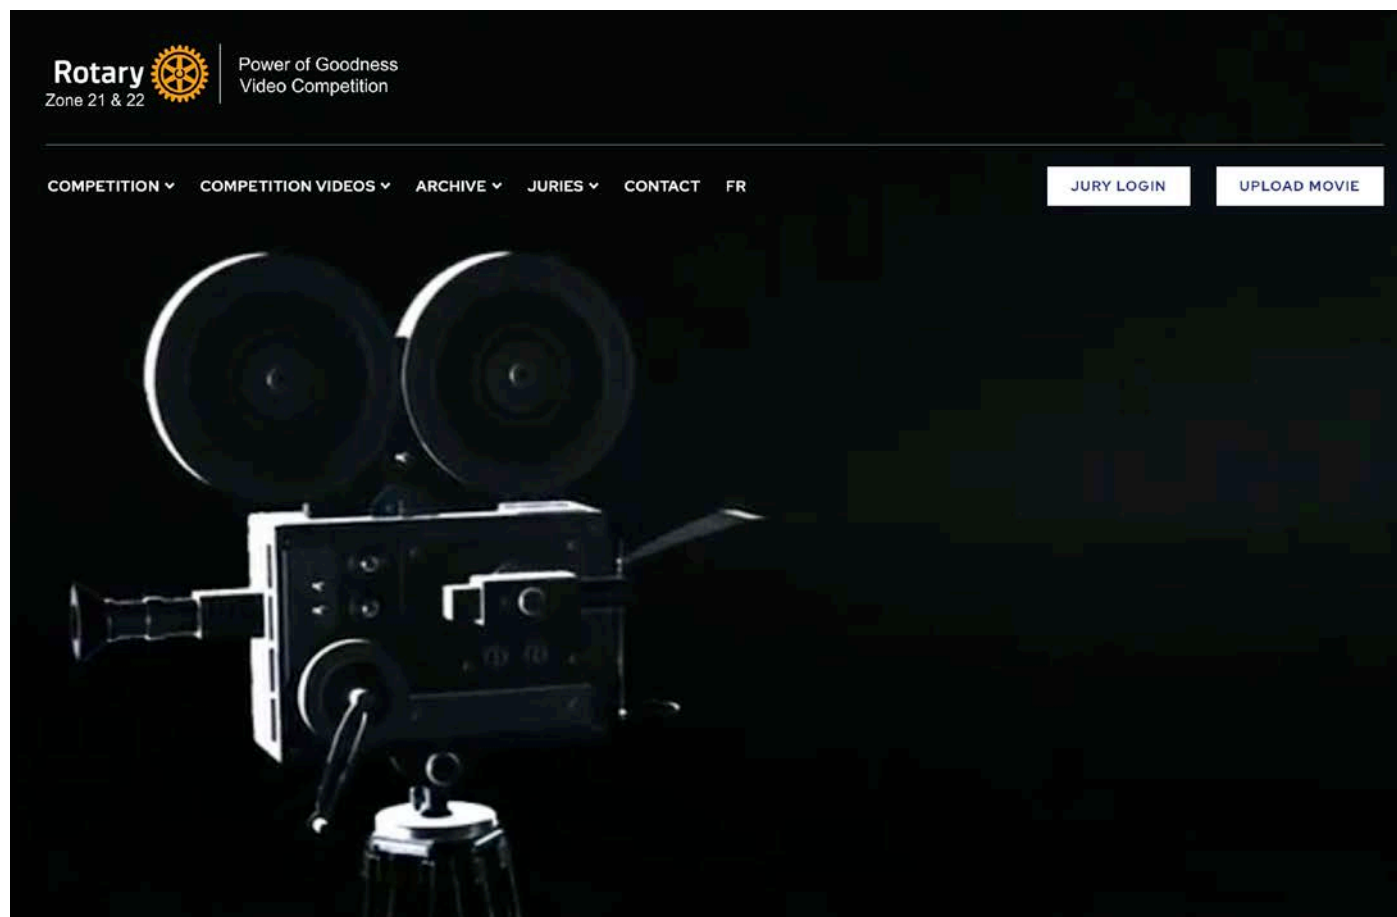 Rotary
Zone 21 & 22
Power of Goodness
Video Competition
COMPETITION COMPETITION VIDEOS ARCHIVE JURIES CONTACT FR JURY LOGIN UPLOAD MOVIE